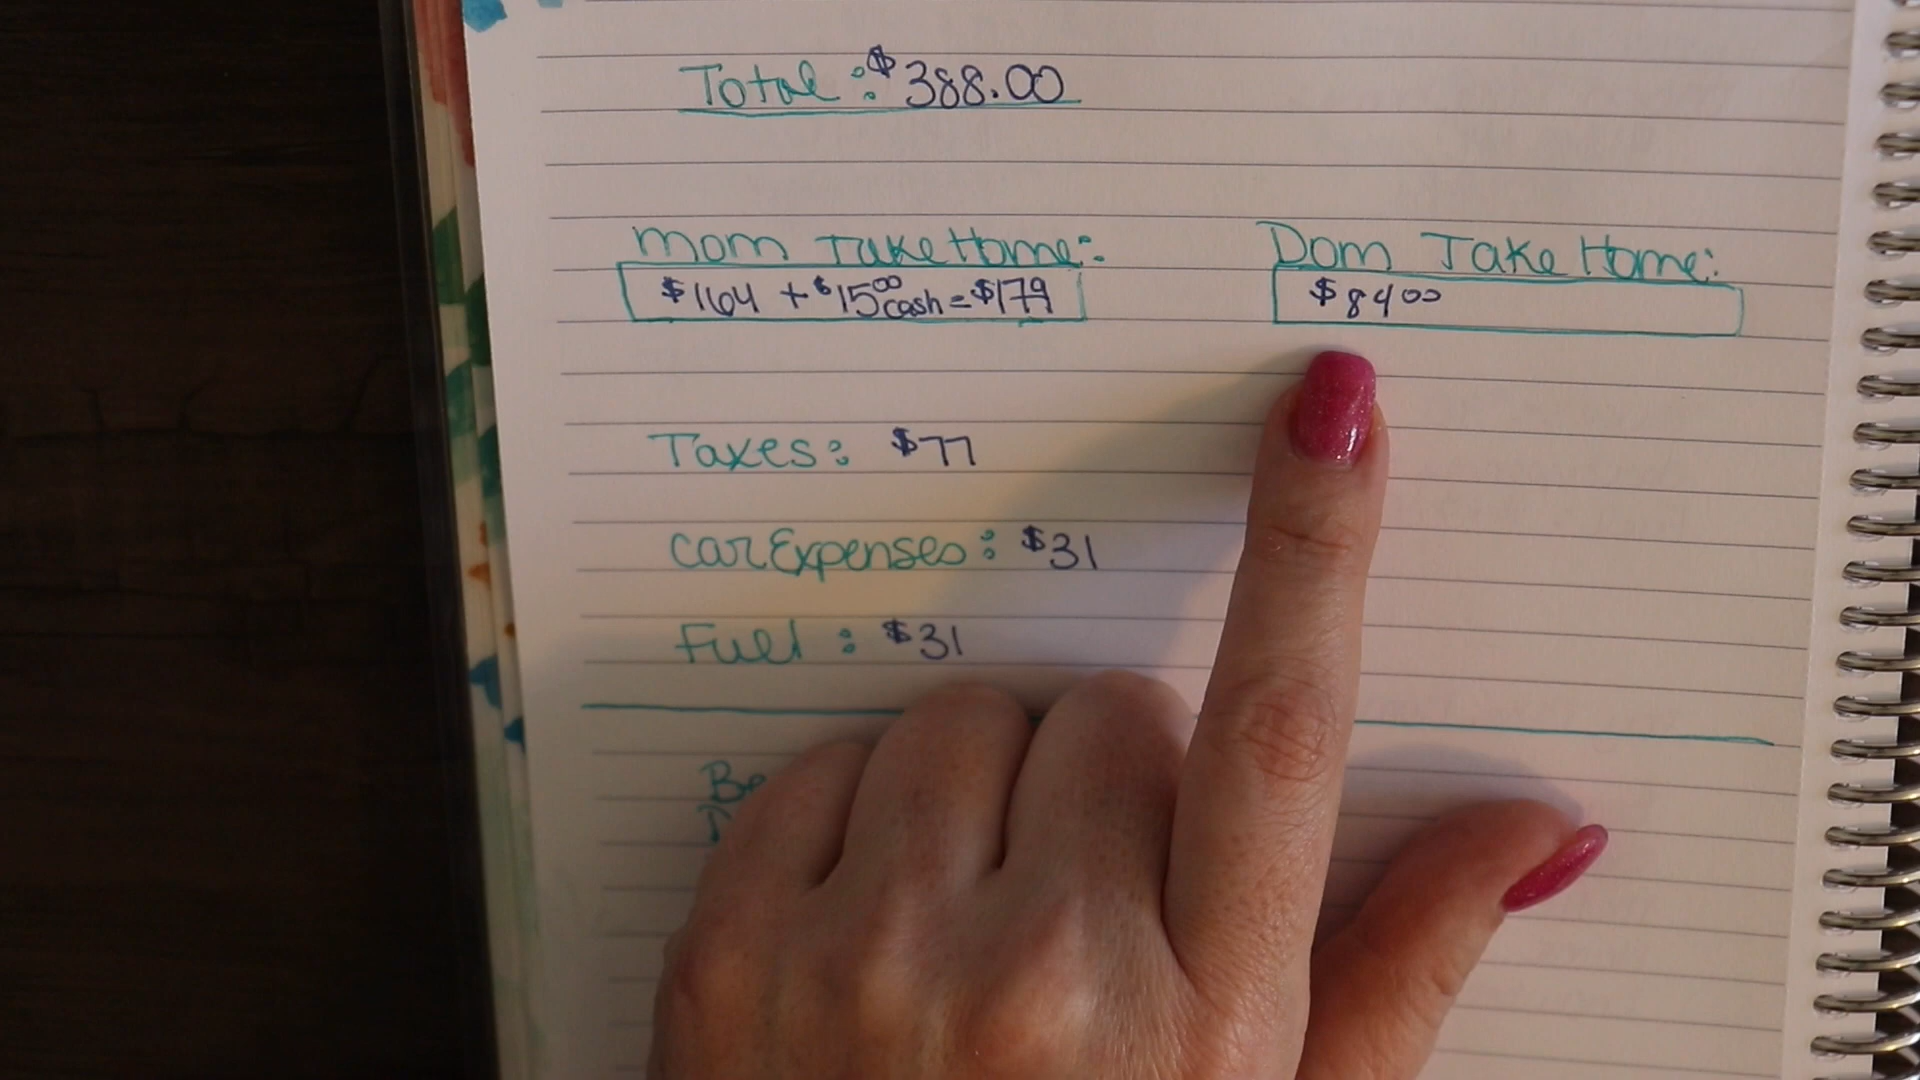 Total: $388.00
Mom Take Home:
$164 + $15.00 cash = $179
Dom Take Home:
$84.00
Taxes: $77
Car Expenses: $31
Fuel: $31